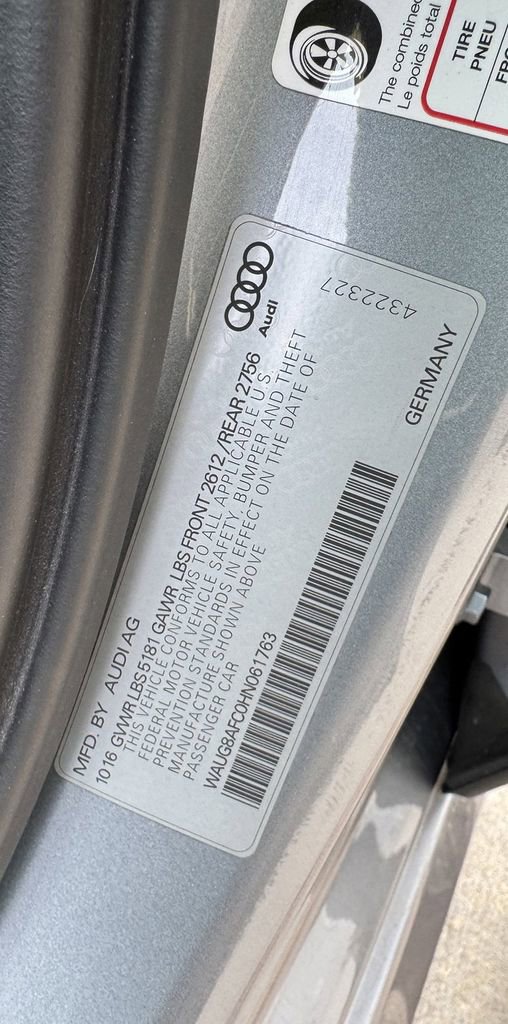 The combined
Le poids total
TIRE
PNEU
FRO
Audi
4322327
MFD. BY AUDI AG
10 16 GVWR LBS 5181 GAWR LBS FRONT 2612 /REAR 2756
THIS VEHICLE CONFORMS TO ALL APPLICABLE U.S.
FEDERAL MOTOR VEHICLE SAFETY, BUMPER AND THEFT
PREVENTION STANDARDS IN EFFECT ON THE DATE OF
MANUFACTURE SHOWN ABOVE
PASSENGER CAR
WAUG8AFC0HN061763
GERMANY